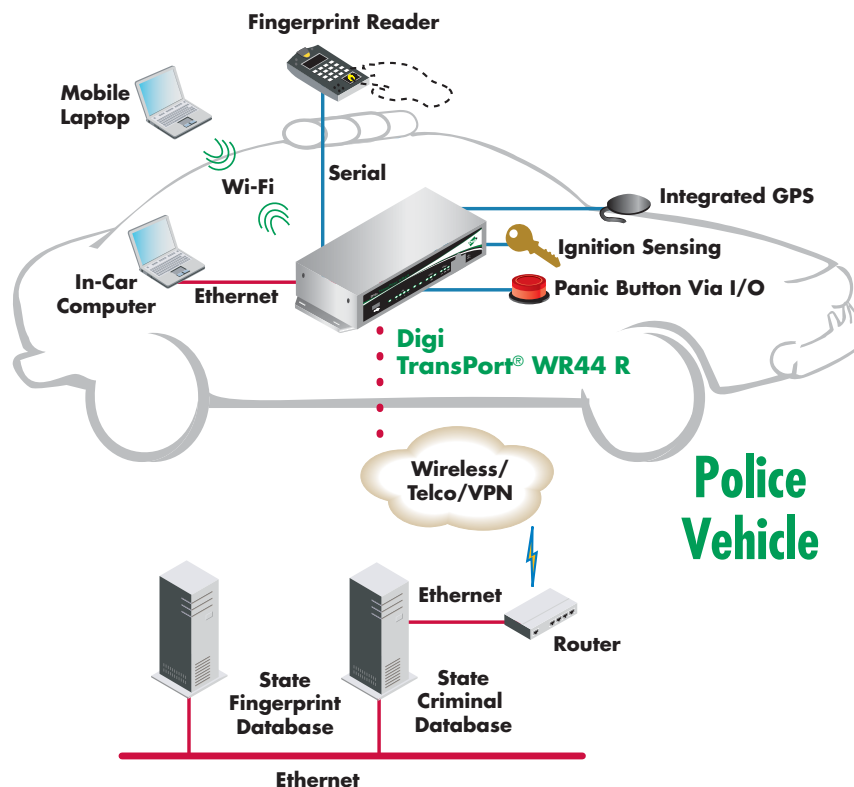 Fingerprint Reader
Mobile
Laptop
Wi-Fi
Serial
Integrated GPS
Ignition Sensing
In-Car
Computer
Ethernet
Panic Button Via I/O
Digi
TransPort® WR44 R
Wireless/
Telco/VPN
Police
Vehicle
Ethernet
Router
State
Fingerprint
Database
State
Criminal
Database
Ethernet